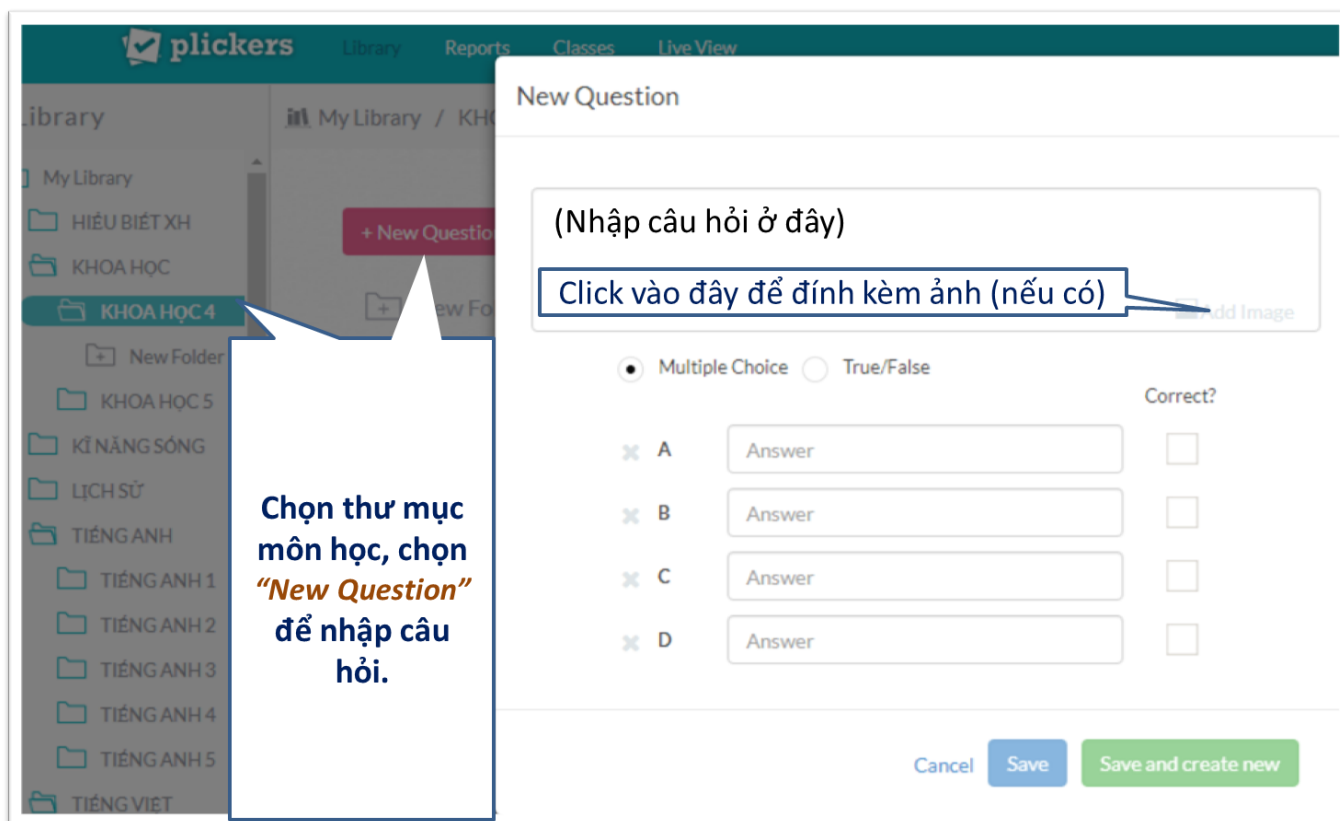 plickers Library Reports Classes Live View
Library
My Library
HIỂU BIẾT XH
KHOA HỌC
KHOA HỌC 4
New Folder
KHOA HỌC 5
KĨ NĂNG SỐNG
LỊCH SỬ
TIẾNG ANH
TIẾNG ANH 1
TIẾNG ANH 2
TIẾNG ANH 3
TIẾNG ANH 4
TIẾNG ANH 5
TIẾNG VIỆT
My Library /
+ New Question
Chọn thư mục
môn học, chọn
“New Question”
để nhập câu
hỏi.
New Question
(Nhập câu hỏi ở đây)
Click vào đây để đính kèm ảnh (nếu có)
Add Image
Multiple Choice True/False
Correct?
A Answer
B Answer
C Answer
D Answer
Cancel Save Save and create new